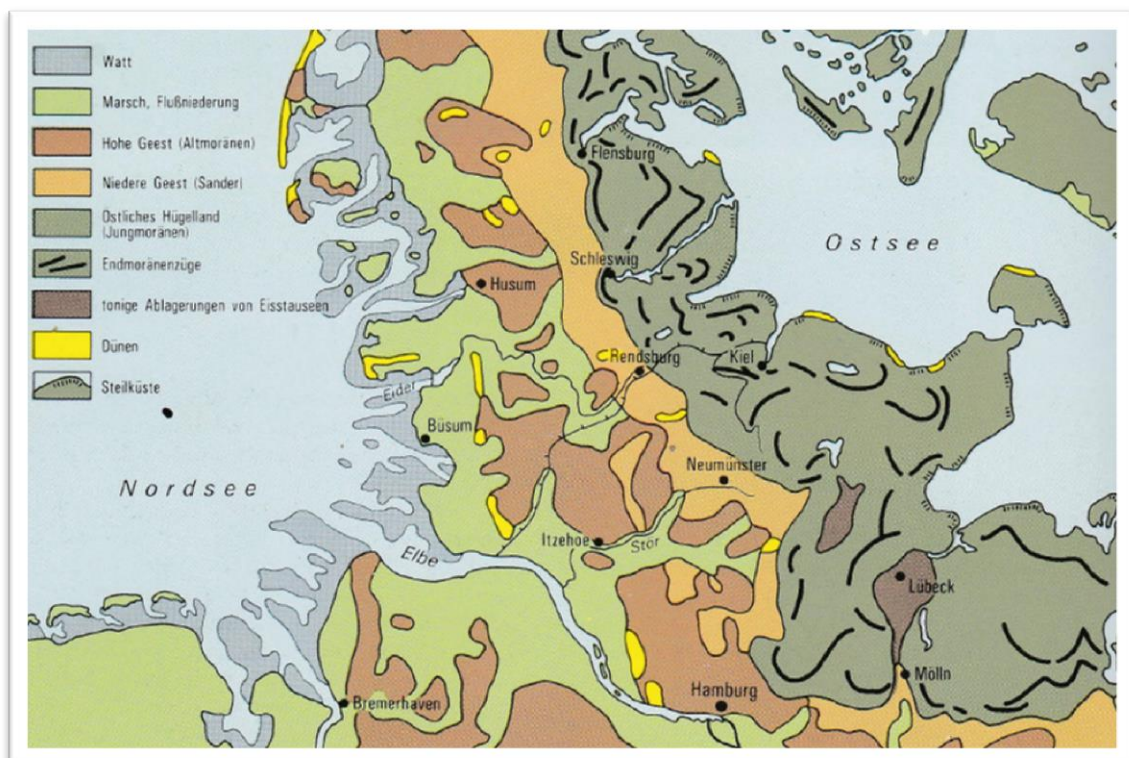 Watt
Marsch, Flußniederung
Hohe Geest (Altmoränen)
Niedere Geest (Sander)
Östliches Hügelland
(Jungmoränen)
Endmoränenzüge
tonige Ablagerungen von Eisstauseen
Dünen
Steilküste
Flensburg
Ostsee
Schleswig
Husum
Rendsburg
Kiel
Eider
Büsum
Neumünster
Nordsee
Itzehoe
Stör
Elbe
Lübeck
Mölln
Hamburg
Bremerhaven